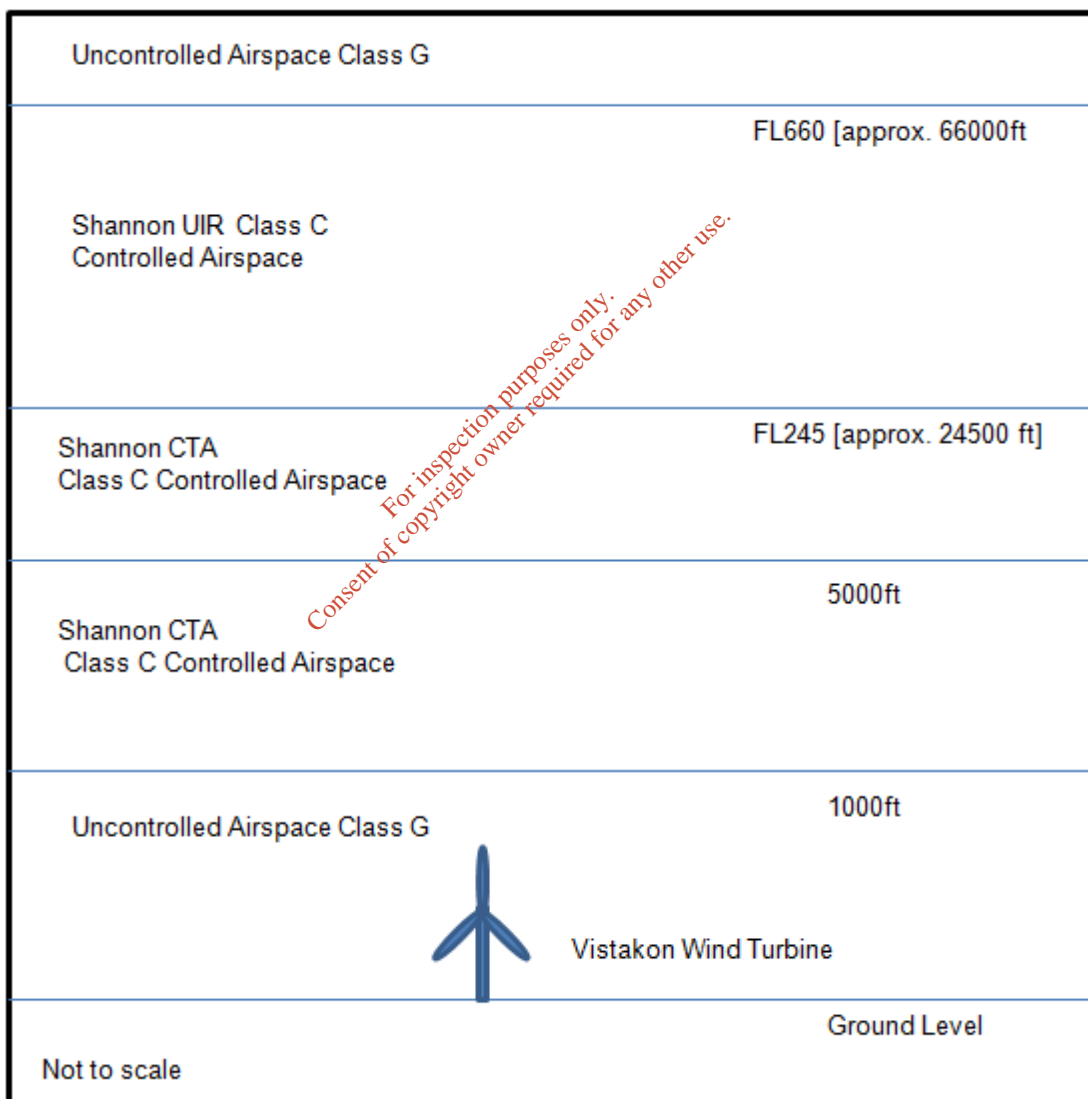 Uncontrolled Airspace Class G
FL660 [approx. 66000ft
Shannon UIR Class C
Controlled Airspace
For inspection purposes only.
Consent of copyright owner required for any other use.
FL245 [approx. 24500 ft]
Shannon CTA
Class C Controlled Airspace
5000ft
Shannon CTA
Class C Controlled Airspace
1000ft
Uncontrolled Airspace Class G
Vistakon Wind Turbine
Ground Level
Not to scale